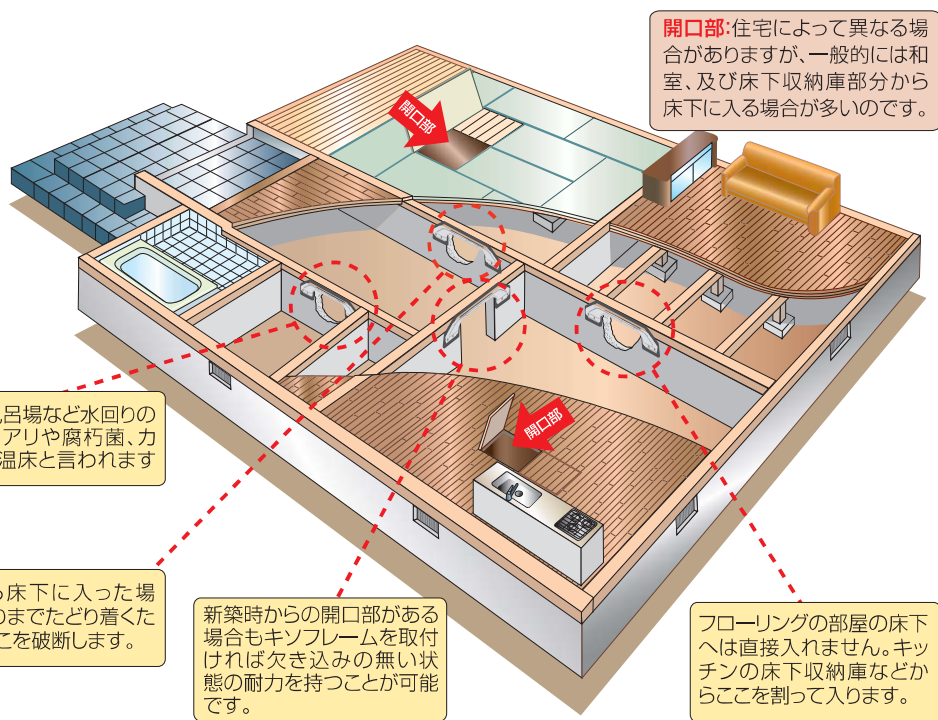 開口部:住宅によって異なる場
合がありますが、一般的には和
室、及び床下収納庫部分から
床下に入る場合が多いのです。
開口部
開口部
呂場など水回りの
アリや腐朽菌、カ
温床と言われます
床下に入った場
のまでたどり着くた
こを破断します。
新築時からの開口部がある
場合もキソフレームを取付
ければ欠き込みの無い状
態の耐力を持つことが可能
です。
フローリングの部屋の床下
へは直接入れません。キッ
チンの床下収納庫などか
らここを割って入ります。